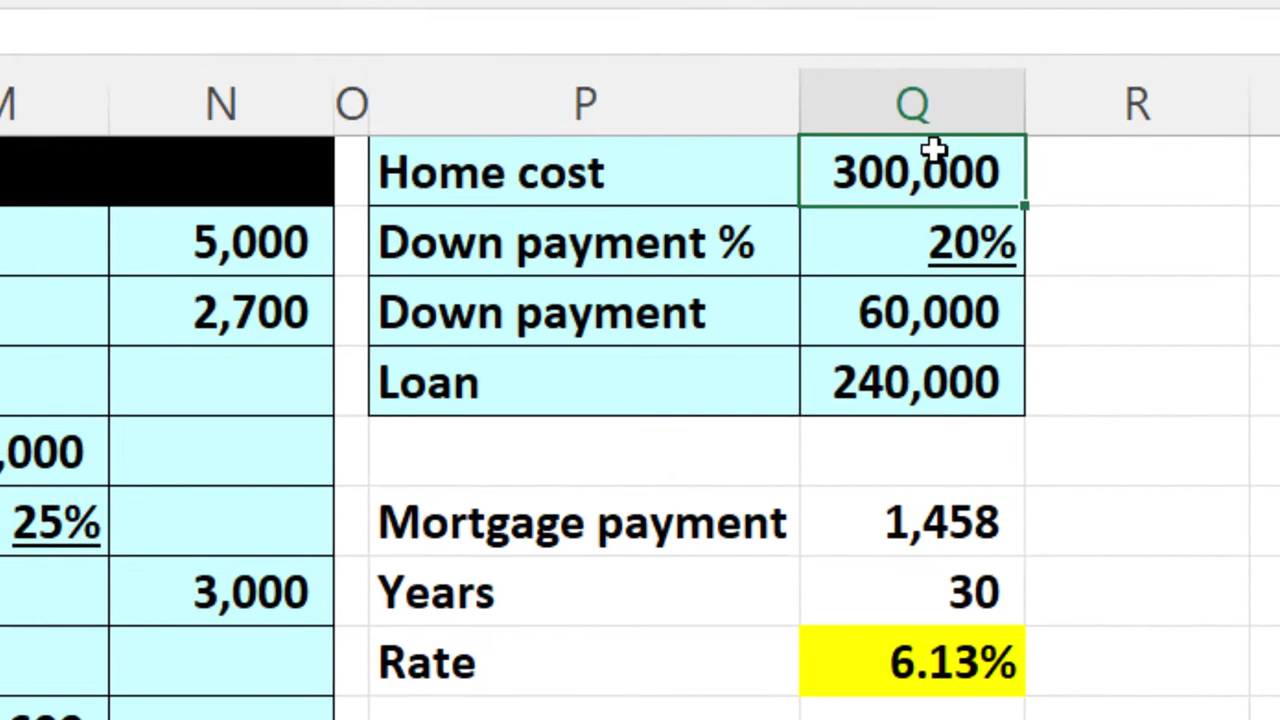 M N O P Q R
Home cost 300,000
5,000 Down payment % 20%
2,700 Down payment 60,000
Loan 240,000
,000
25% Mortgage payment 1,458
3,000 Years 30
Rate 6.13%